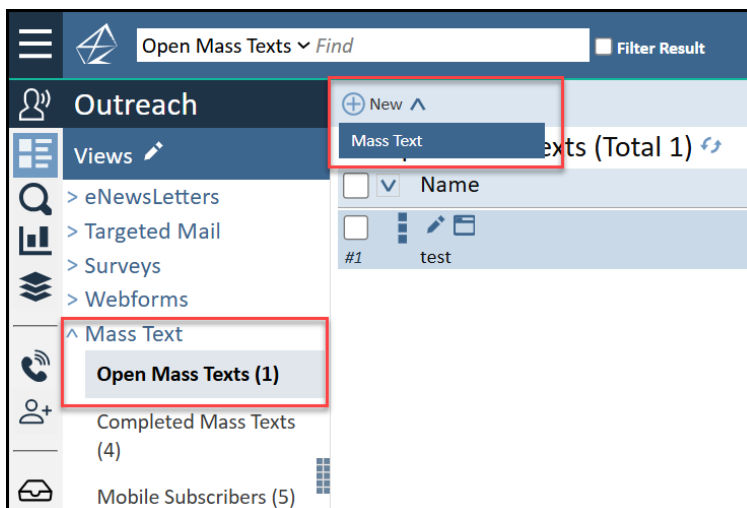 Open Mass Texts Find
Filter Result
Outreach
New
Mass Text
xts (Total 1)
Views
> eNewsLetters
> Targeted Mail
> Surveys
> Webforms
Mass Text
Open Mass Texts (1)
Completed Mass Texts
(4)
Mobile Subscribers (5)
Name
#1 test